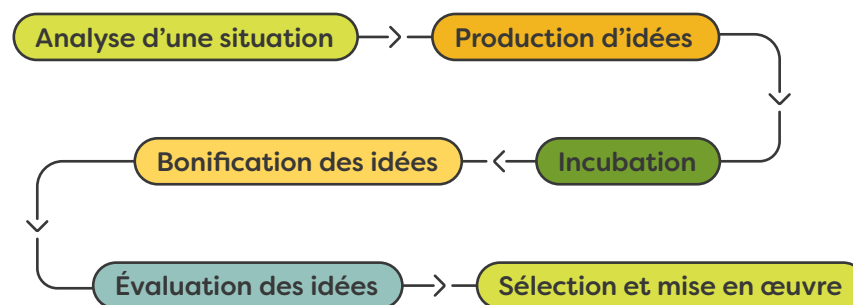 Analyse d’une situation
Production d’idées
Incubation
Bonification des idées
Évaluation des idées
Sélection et mise en œuvre